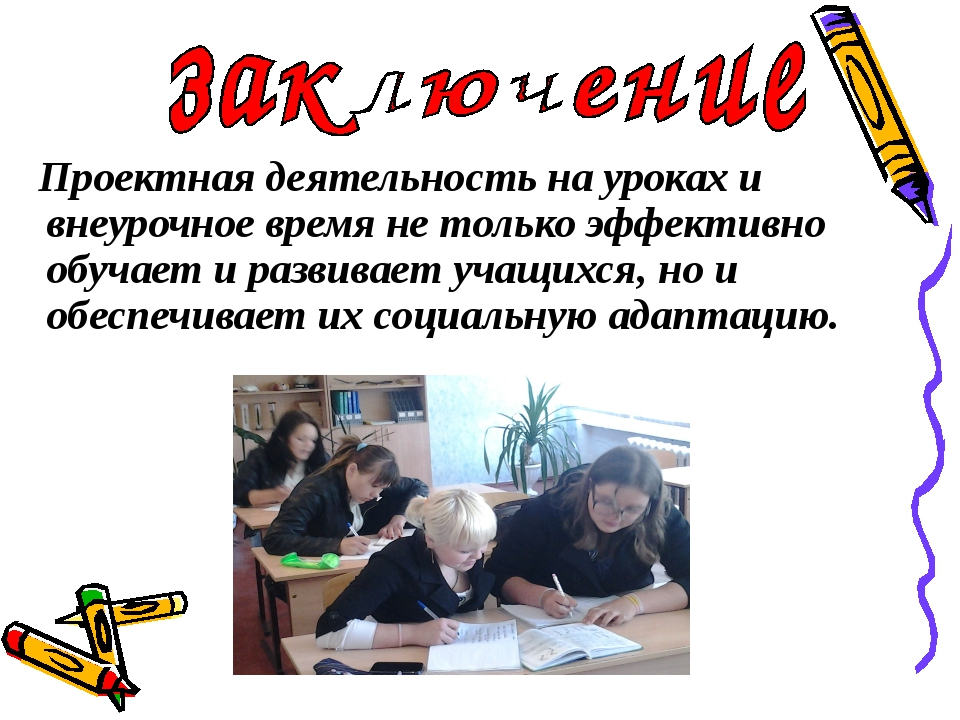 заключение
Проектная деятельность на уроках и
внеурочное время не только эффективно
обучает и развивает учащихся, но и
обеспечивает их социальную адаптацию.